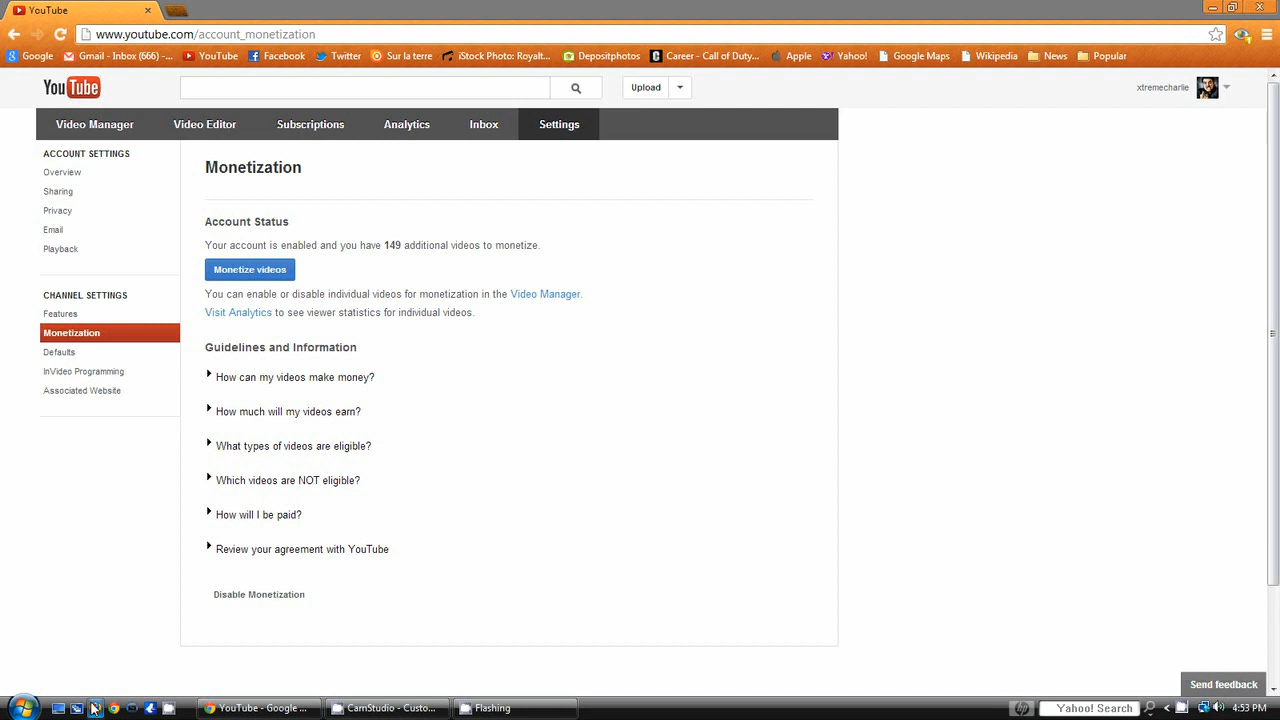 YouTube
www.youtube.com/account_monetization
Google
Gmail - Inbox (666) -...
YouTube
Facebook
Twitter
Sur la terre
iStock Photo: Royalt...
Depositphotos
Career - Call of Duty...
Apple
Yahoo!
Google Maps
Wikipedia
News
Popular
YouTube
Upload
xtremecharlie
Video Manager
Video Editor
Subscriptions
Analytics
Inbox
Settings
ACCOUNT SETTINGS
Overview
Sharing
Privacy
Email
Playback
CHANNEL SETTINGS
Features
Monetization
Defaults
InVideo Programming
Associated Website
Monetization
Account Status
Your account is enabled and you have 149 additional videos to monetize.
Monetize videos
You can enable or disable individual videos for monetization in the Video Manager.
Visit Analytics to see viewer statistics for individual videos.
Guidelines and Information
How can my videos make money?
How much will my videos earn?
What types of videos are eligible?
Which videos are NOT eligible?
How will I be paid?
Review your agreement with YouTube
Disable Monetization
Send feedback
YouTube - Google ...
CamStudio - Custo...
Flashing
Yahoo! Search
4:53 PM